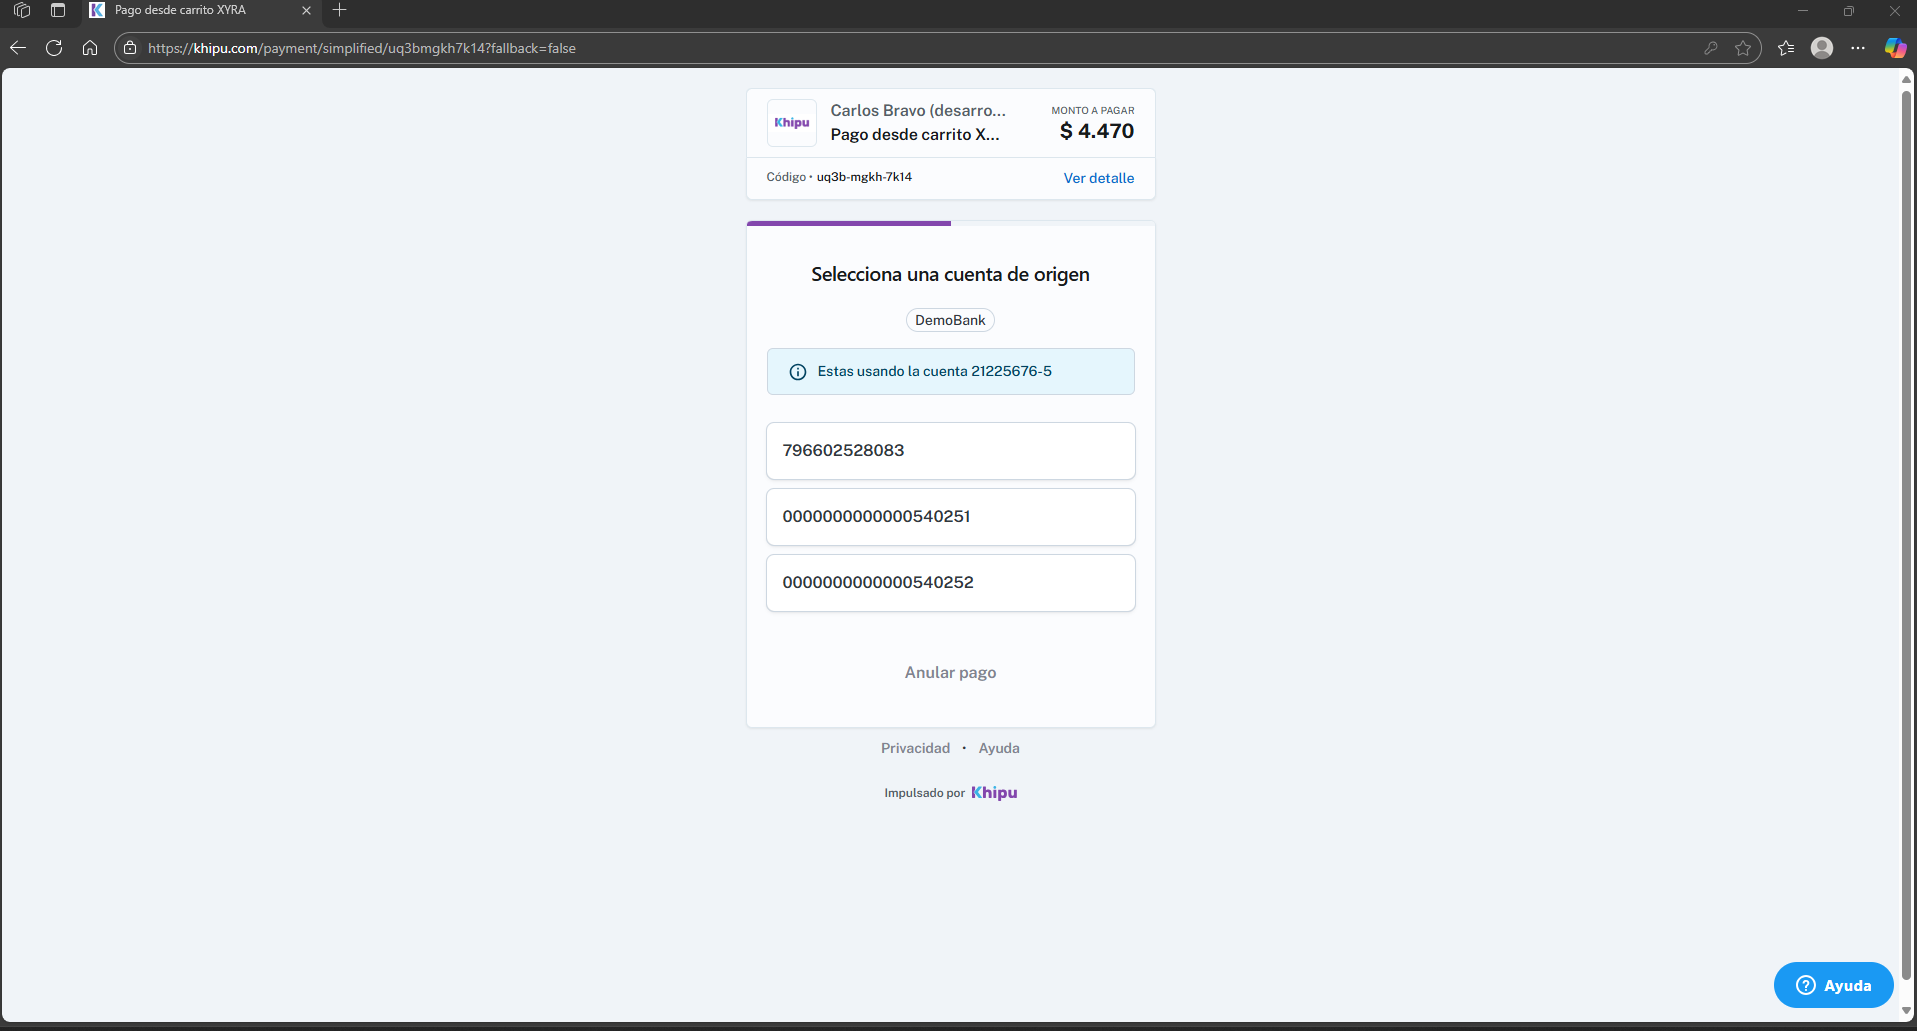 Pago desde carrito XYRA
https://khipu.com/payment/simplified/uq3bmgkh7k14?fallback=false
Khipu
Carlos Bravo (desarro...
Pago desde carrito X...
MONTO A PAGAR
$ 4.470
Código • uq3b-mgkh-7k14
Ver detalle
Selecciona una cuenta de origen
DemoBank
Estas usando la cuenta 21225676-5
796602528083
0000000000000540251
0000000000000540252
Anular pago
Privacidad • Ayuda
Impulsado por Khipu
Ayuda